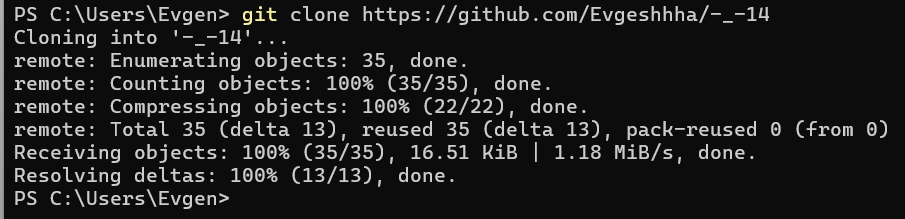 PS C:\Users\Evgen> git clone https://github.com/Evgeshhha/-_-14
Cloning into '-_-14'...
remote: Enumerating objects: 35, done.
remote: Counting objects: 100% (35/35), done.
remote: Compressing objects: 100% (22/22), done.
remote: Total 35 (delta 13), reused 35 (delta 13), pack-reused 0 (from 0)
Receiving objects: 100% (35/35), 16.51 KiB | 1.18 MiB/s, done.
Resolving deltas: 100% (13/13), done.
PS C:\Users\Evgen>